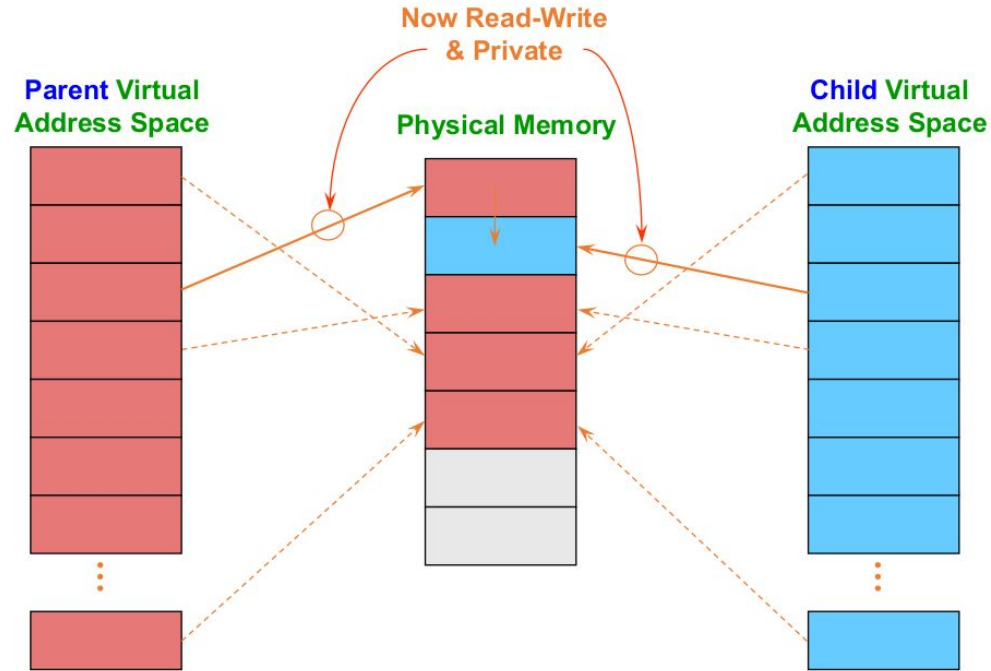 Now Read-Write
& Private
Parent Virtual
Address Space
Physical Memory
Child Virtual
Address Space